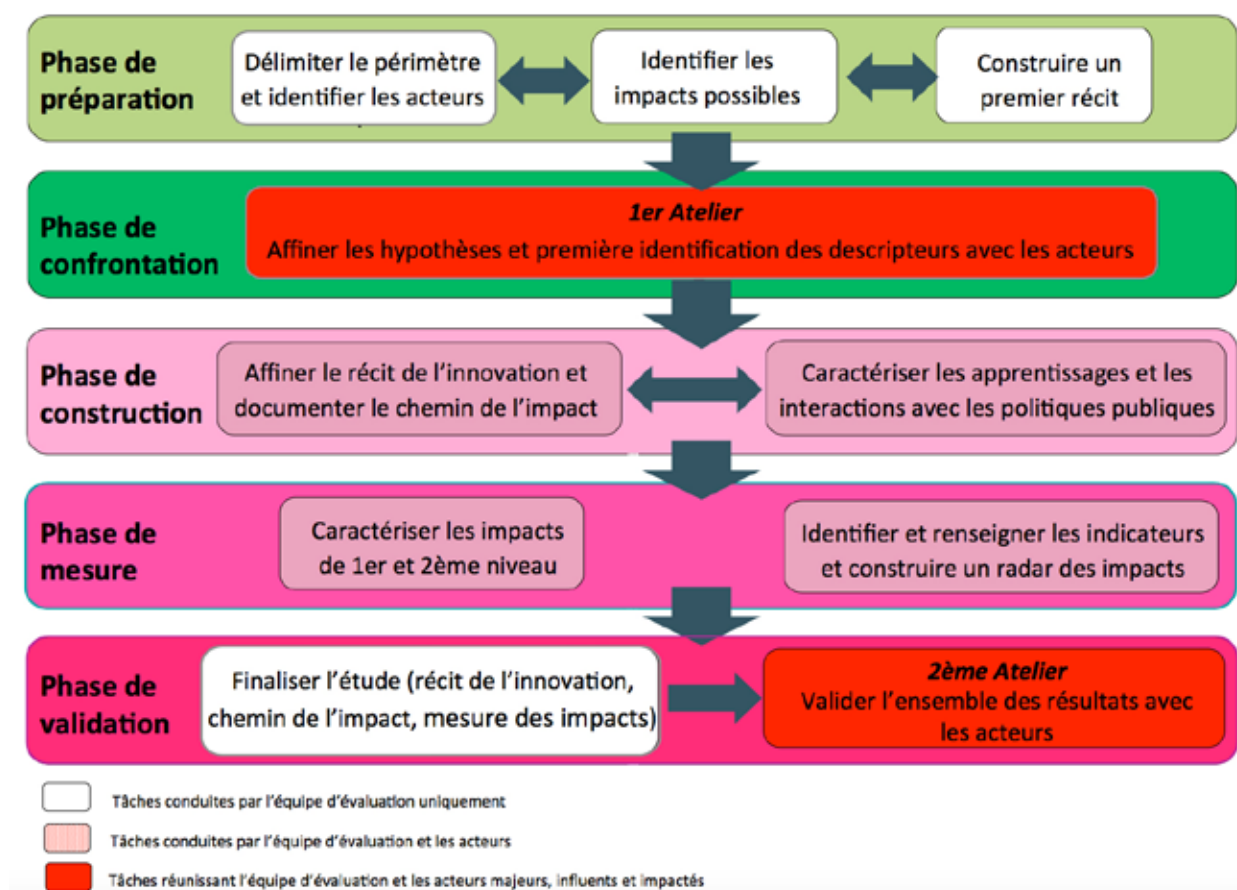 Phase de
préparation
Délimiter le périmètre
et identifier les acteurs
Identifier les
impacts possibles
Construire un
premier récit
Phase de
confrontation
1er Atelier
Affiner les hypothèses et première identification des descripteurs avec les acteurs
Phase de
construction
Affiner le récit de l'innovation et
documenter le chemin de l'impact
Caractériser les apprentissages et les
interactions avec les politiques publiques
Phase de
mesure
Caractériser les impacts
de 1er et 2ème niveau
Identifier et renseigner les indicateurs
et construire un radar des impacts
Phase de
validation
Finaliser l'étude (récit de l'innovation,
chemin de l'impact, mesure des impacts)
2ème Atelier
Valider l'ensemble des résultats avec
les acteurs
Tâches conduites par l'équipe d'évaluation uniquement
Tâches conduites par l'équipe d'évaluation et les acteurs
Tâches réunissant l'équipe d'évaluation et les acteurs majeurs, influents et impactés